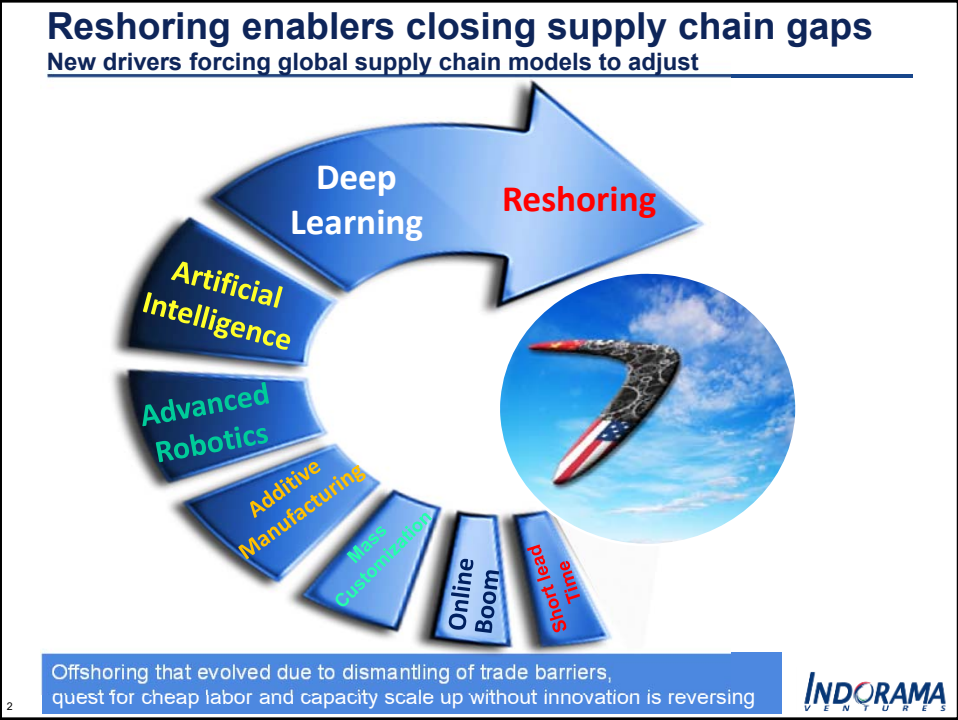 Reshoring enablers closing supply chain gaps
New drivers forcing global supply chain models to adjust
Deep
Learning
Reshoring
Artificial
Intelligence
Advanced
Robotics
Additive
Manufacturing
Mass
Customization
Online
Boom
Short lead
Time
Offshoring that evolved due to dismantling of trade barriers,
quest for cheap labor and capacity scale up without innovation is reversing
2
INDORAMA
VENTURES